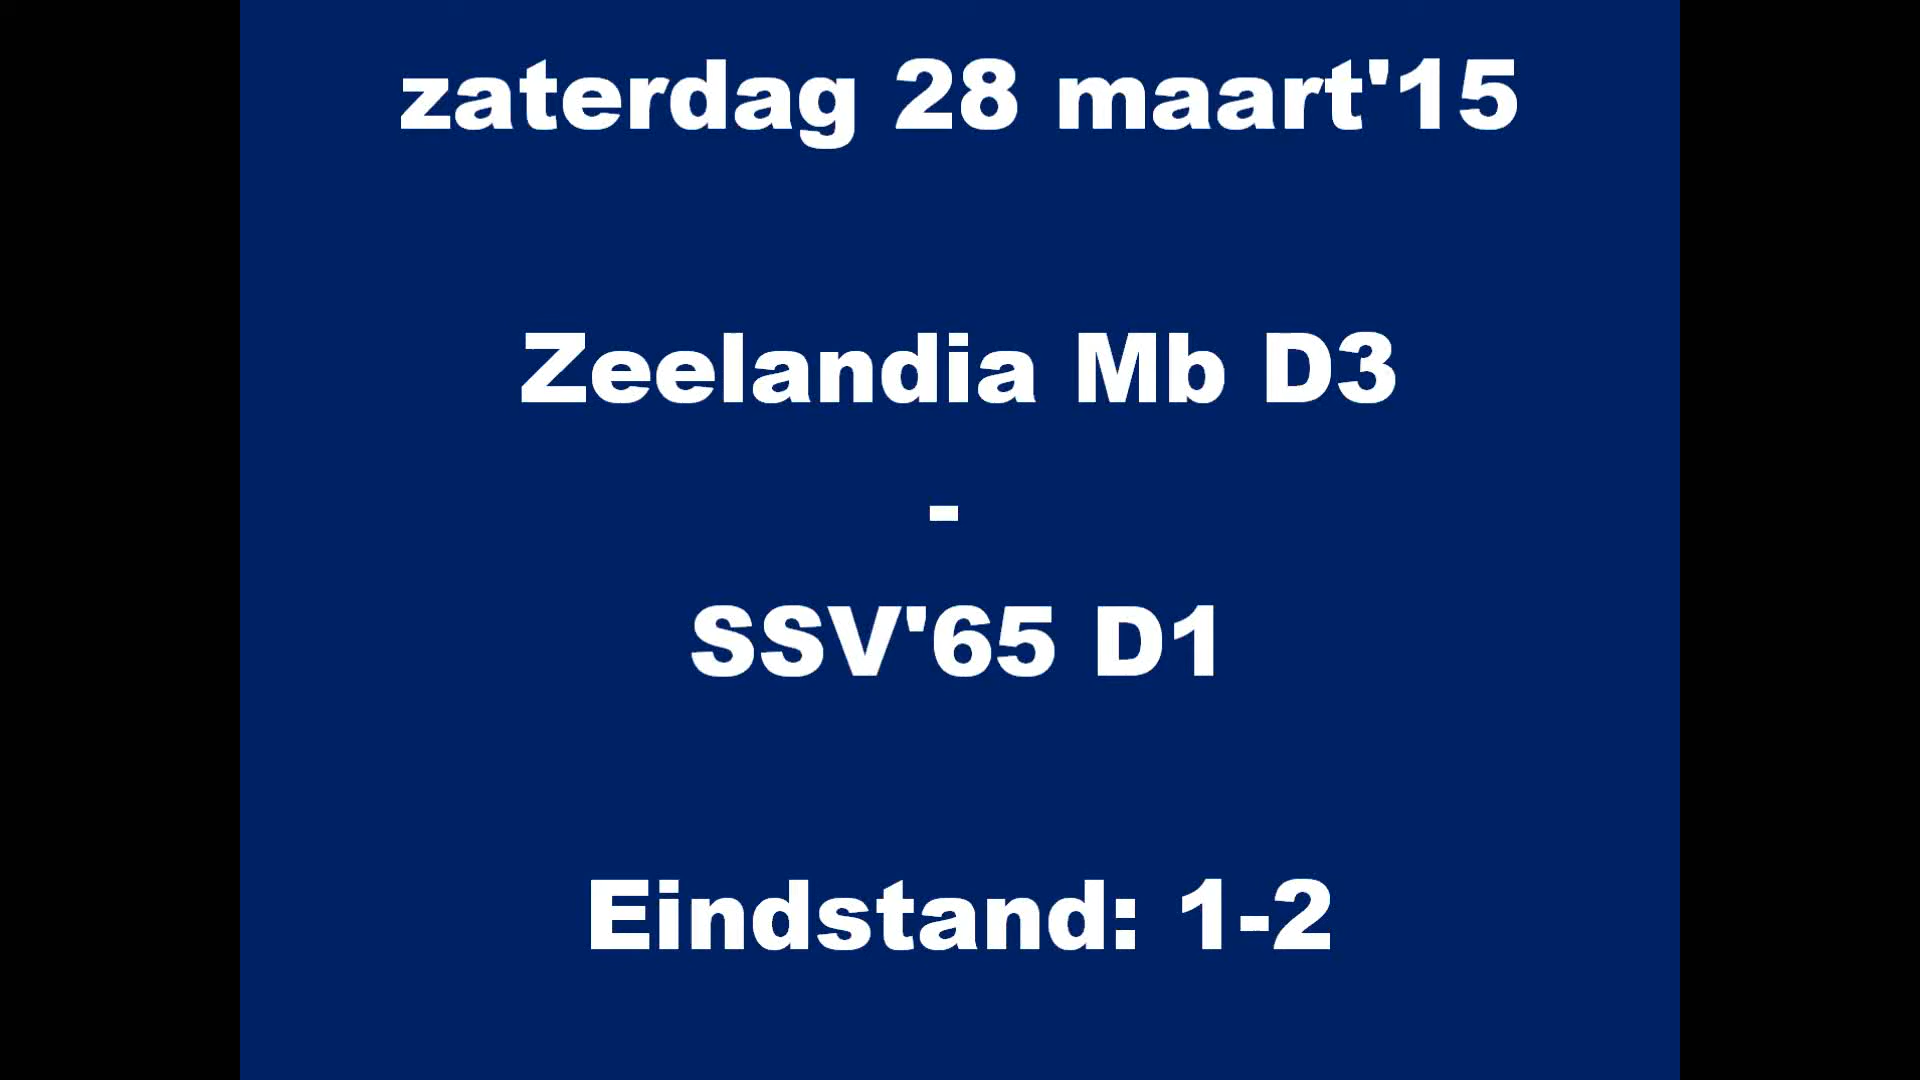 zaterdag 28 maart'15
Zeelandia Mb D3
-
SSV'65 D1
Eindstand: 1-2